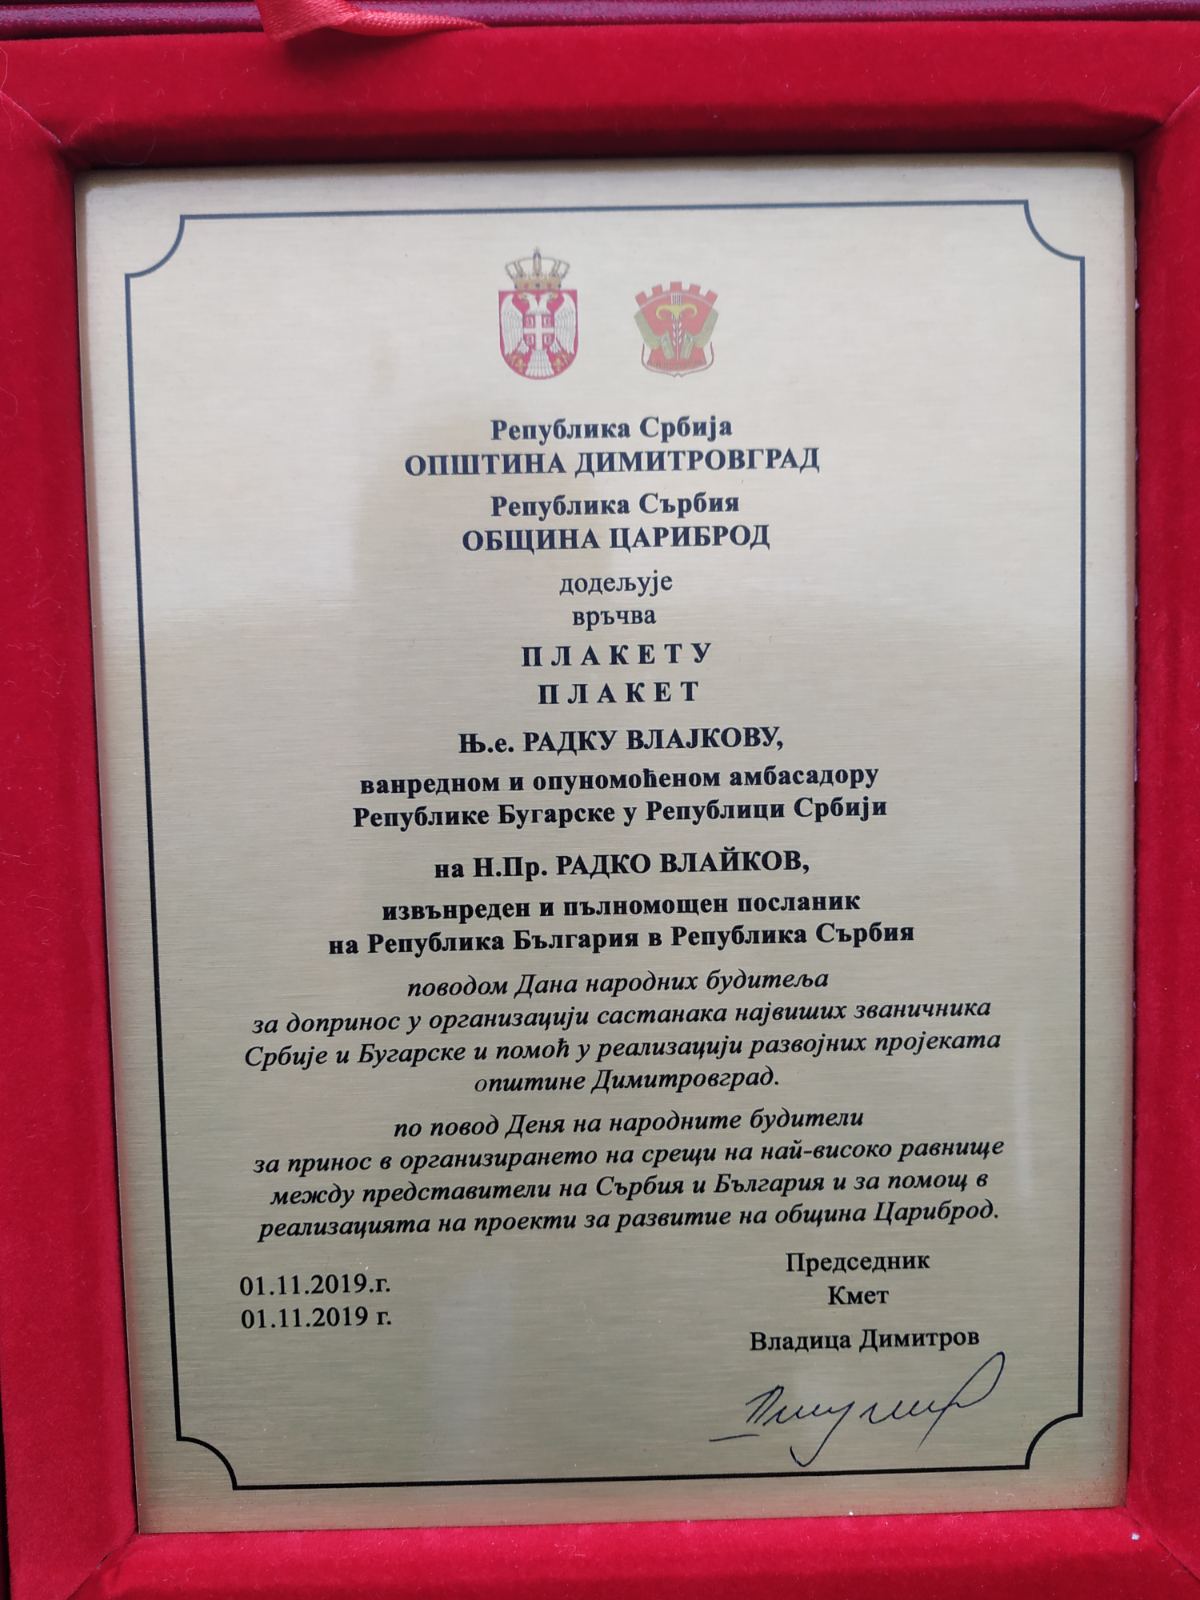 Република Србија
ОПШТИНА ДИМИТРОВГРАД
Република Сърбия
ОБЩИНА ЦАРИБРОД
додељује
връчва
ПЛАКЕТУ
ПЛАКЕТ
Њ.е. РАДКУ ВЛАЈКОВУ,
ванредном и опуномоћеном амбасадору
Републике Бугарске у Републици Србији
на Н.Пр. РАДКО ВЛАЙКОВ,
извънреден и пълномощен посланик
на Република България в Република Сърбия
поводом Дана народних будитеља
за допринос у организацији састанака највиших званичника
Србије и Бугарске и помоћ у реализацији развојних пројеката
општине Димитровград.
по повод Деня на народните будители
за принос в организирането на срещи на най-високо равнище
между представители на Сърбия и България и за помощ в
реализацията на проекти за развитие на община Цариброд.
01.11.2019.г.
01.11.2019 г.
Председник
Кмет
Владица Димитров